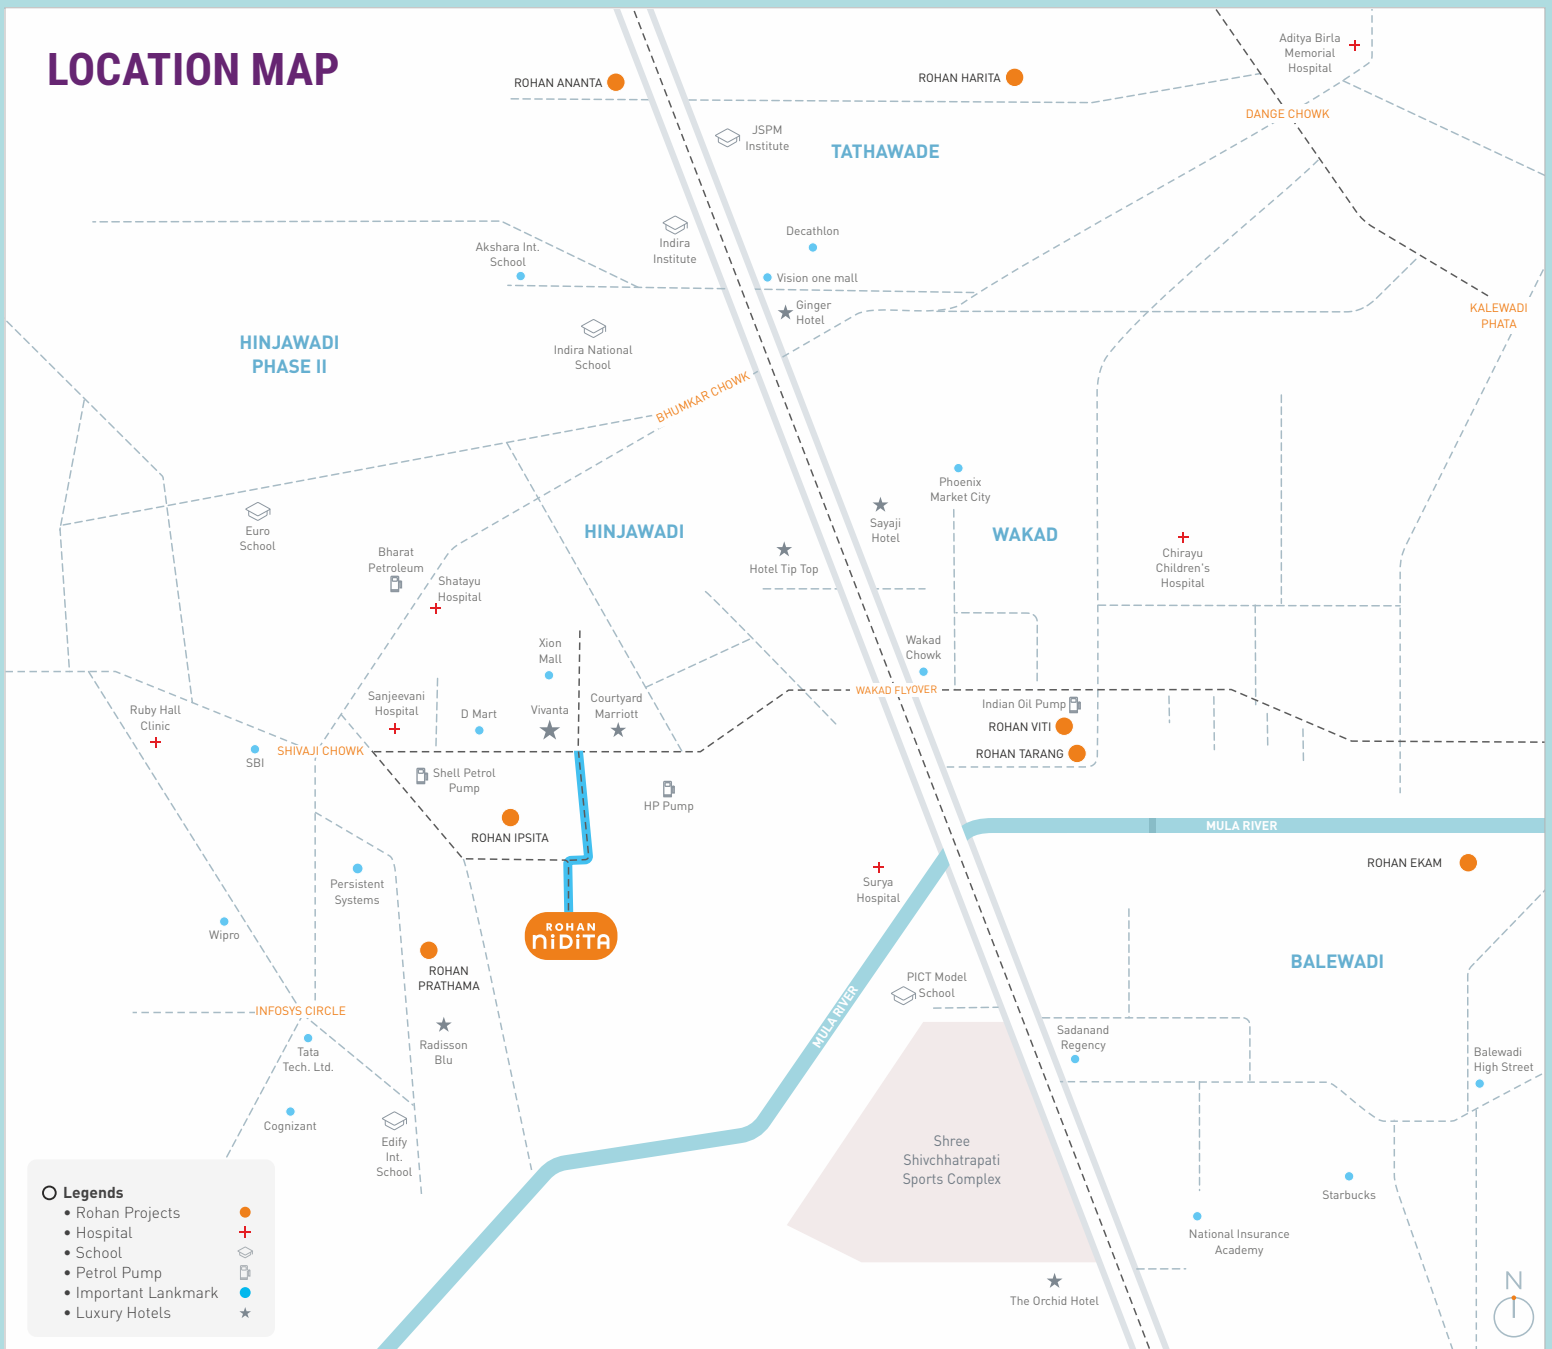 LOCATION MAP
ROHAN ANANTA
ROHAN HARITA
Aditya Birla
Memorial
Hospital
DANGE CHOWK
JSPM
Institute
TATHAWADE
Indira
Institute
Akshara Int.
School
Decathlon
Vision one mall
Ginger
Hotel
KALEWADI
PHATA
HINJAWADI
PHASE II
Indira National
School
BHUMKAR CHOWK
Phoenix
Market City
Sayaji
Hotel
WAKAD
HINJAWADI
Euro
School
Bharat
Petroleum
Shatayu
Hospital
Hotel Tip Top
Chirayu
Children's
Hospital
Xion
Mall
Wakad
Chowk
WAKAD FLYOVER
Sanjeevani
Hospital
D Mart
Vivanta
Courtyard
Marriott
Indian Oil Pump
ROHAN VITI
ROHAN TARANG
Ruby Hall
Clinic
SBI
SHIVAJI CHOWK
Shell Petrol
Pump
HP Pump
ROHAN IPSITA
MULA RIVER
ROHAN EKAM
Surya
Hospital
Persistent
Systems
Wipro
ROHAN
NiDiTA
ROHAN
PRATHAMA
BALEWADI
PICT Model
School
MULA RIVER
INFOSYS CIRCLE
Tata
Tech. Ltd.
Radisson
Blu
Sadanand
Regency
Balewadi
High Street
Cognizant
Edify
Int.
School
Shree
Shivchhatrapati
Sports Complex
Starbucks
National Insurance
Academy
The Orchid Hotel
N
Legends
• Rohan Projects
• Hospital
• School
• Petrol Pump
• Important Lankmark
• Luxury Hotels